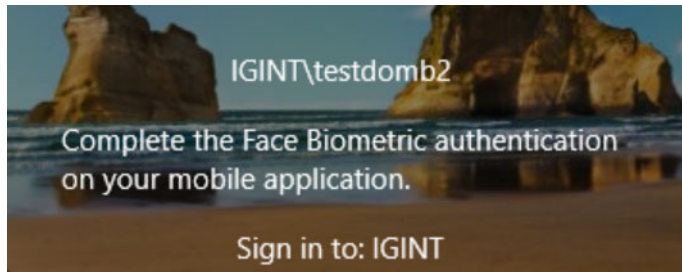 IGINT\testdomb2
Complete the Face Biometric authentication
on your mobile application.
Sign in to: IGINT